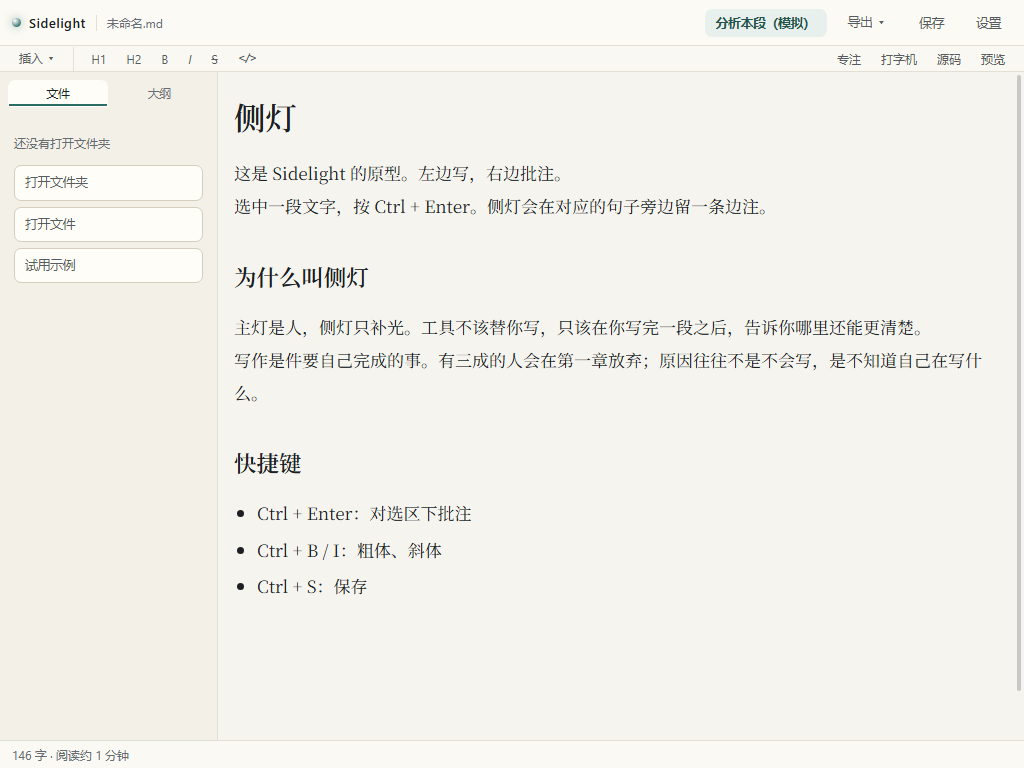 Sidelight
未命名.md
分析本段（模拟）
导出
保存
设置
插入
H1
H2
B
I
S
</>
专注
打字机
源码
预览
文件
大纲
还没有打开文件夹
打开文件夹
打开文件
试用示例
侧灯
这是 Sidelight 的原型。左边写，右边批注。
选中一段文字，按 Ctrl + Enter。侧灯会在对应的句子旁边留一条边注。
为什么叫侧灯
主灯是人，侧灯只补光。工具不该替你写，只该在你写完一段之后，告诉你哪里还能更清楚。
写作是件要自己完成的事。有三成的人会在第一章放弃；原因往往不是不会写，是不知道自己在写什
么。
快捷键
Ctrl + Enter：对选区下批注
Ctrl + B / I：粗体、斜体
Ctrl + S：保存
146 字 · 阅读约 1 分钟